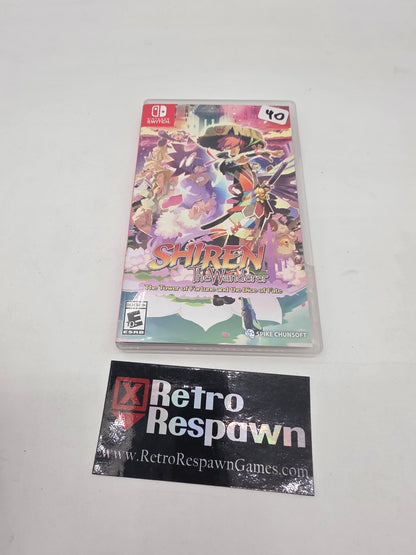 NINTENDO
SWITCH
40
SHIREN
The Wanderer
The Tower of Fortune and the Dice of Fate
E
ESRB
SPIKE CHUNSOFT
X Retro
Respawn
www.RetroRespawnGames.com